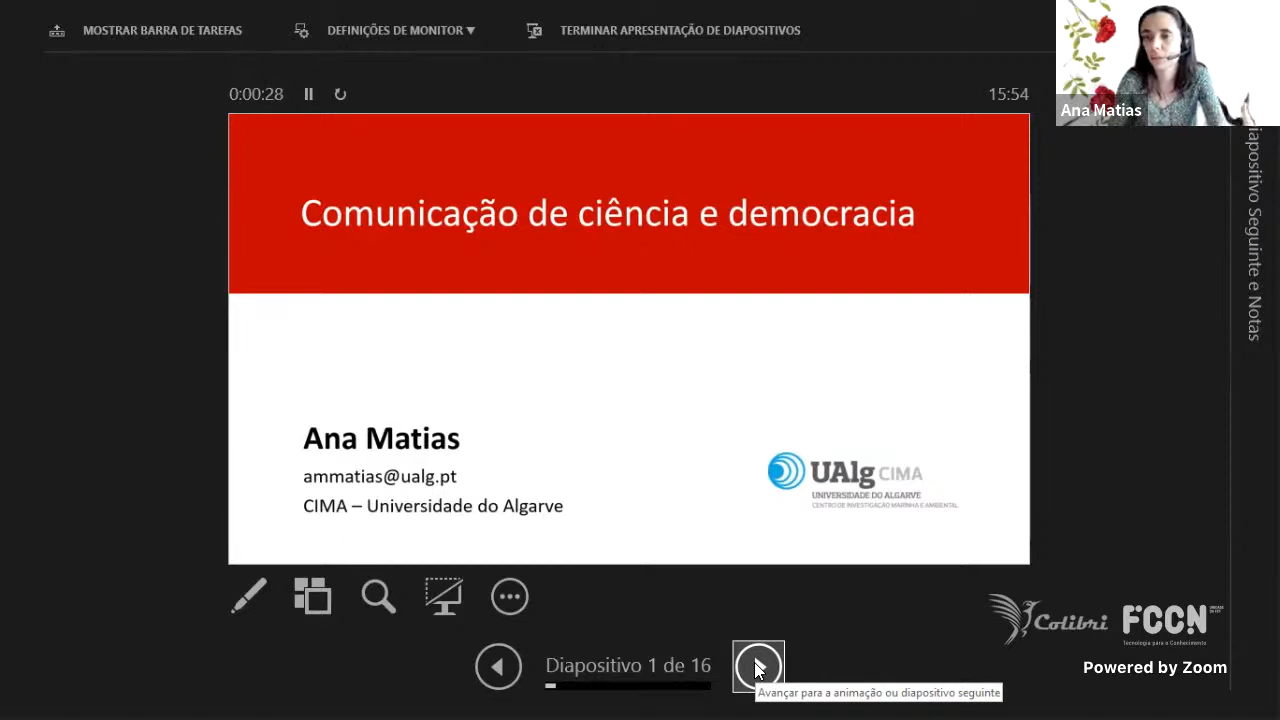 MOSTRAR BARRA DE TAREFAS
DEFINIÇÕES DE MONITOR
TERMINAR APRESENTAÇÃO DE DIAPOSITIVOS
Ana Matias
0:00:28
15:54
Comunicação de ciência e democracia
Ana Matias
ammatias@ualg.pt
CIMA – Universidade do Algarve
UAlg CIMA
UNIVERSIDADE DO ALGARVE
CENTRO DE INVESTIGAÇÃO MARINHA E AMBIENTAL
iapositivo Seguinte e Notas
Colibri
FCCN
Tecnologia para o Conhecimento
Powered by Zoom
Diapositivo 1 de 16
Avançar para a animação ou diapositivo seguinte